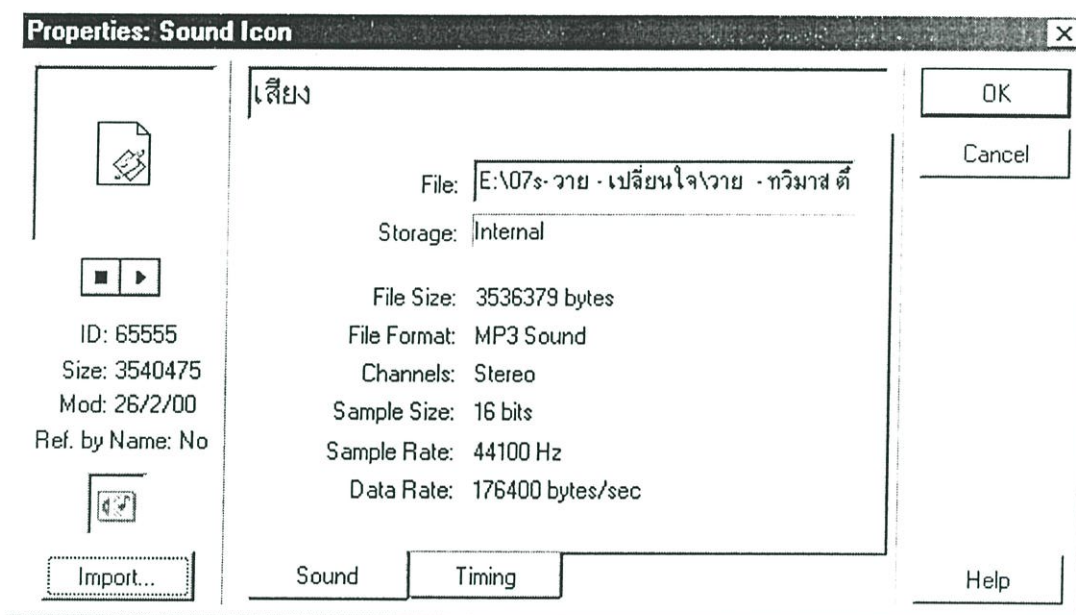 Properties: Sound Icon
เสียง
OK
Cancel
File: E:\07s- วาย - เปลี่ยนใจ\วาย - ทวิมาส ตี๋
Storage: Internal
File Size: 3536379 bytes
File Format: MP3 Sound
Channels: Stereo
Sample Size: 16 bits
Sample Rate: 44100 Hz
Data Rate: 176400 bytes/sec
ID: 65555
Size: 3540475
Mod: 26/2/00
Ref. by Name: No
Import...
Sound
Timing
Help